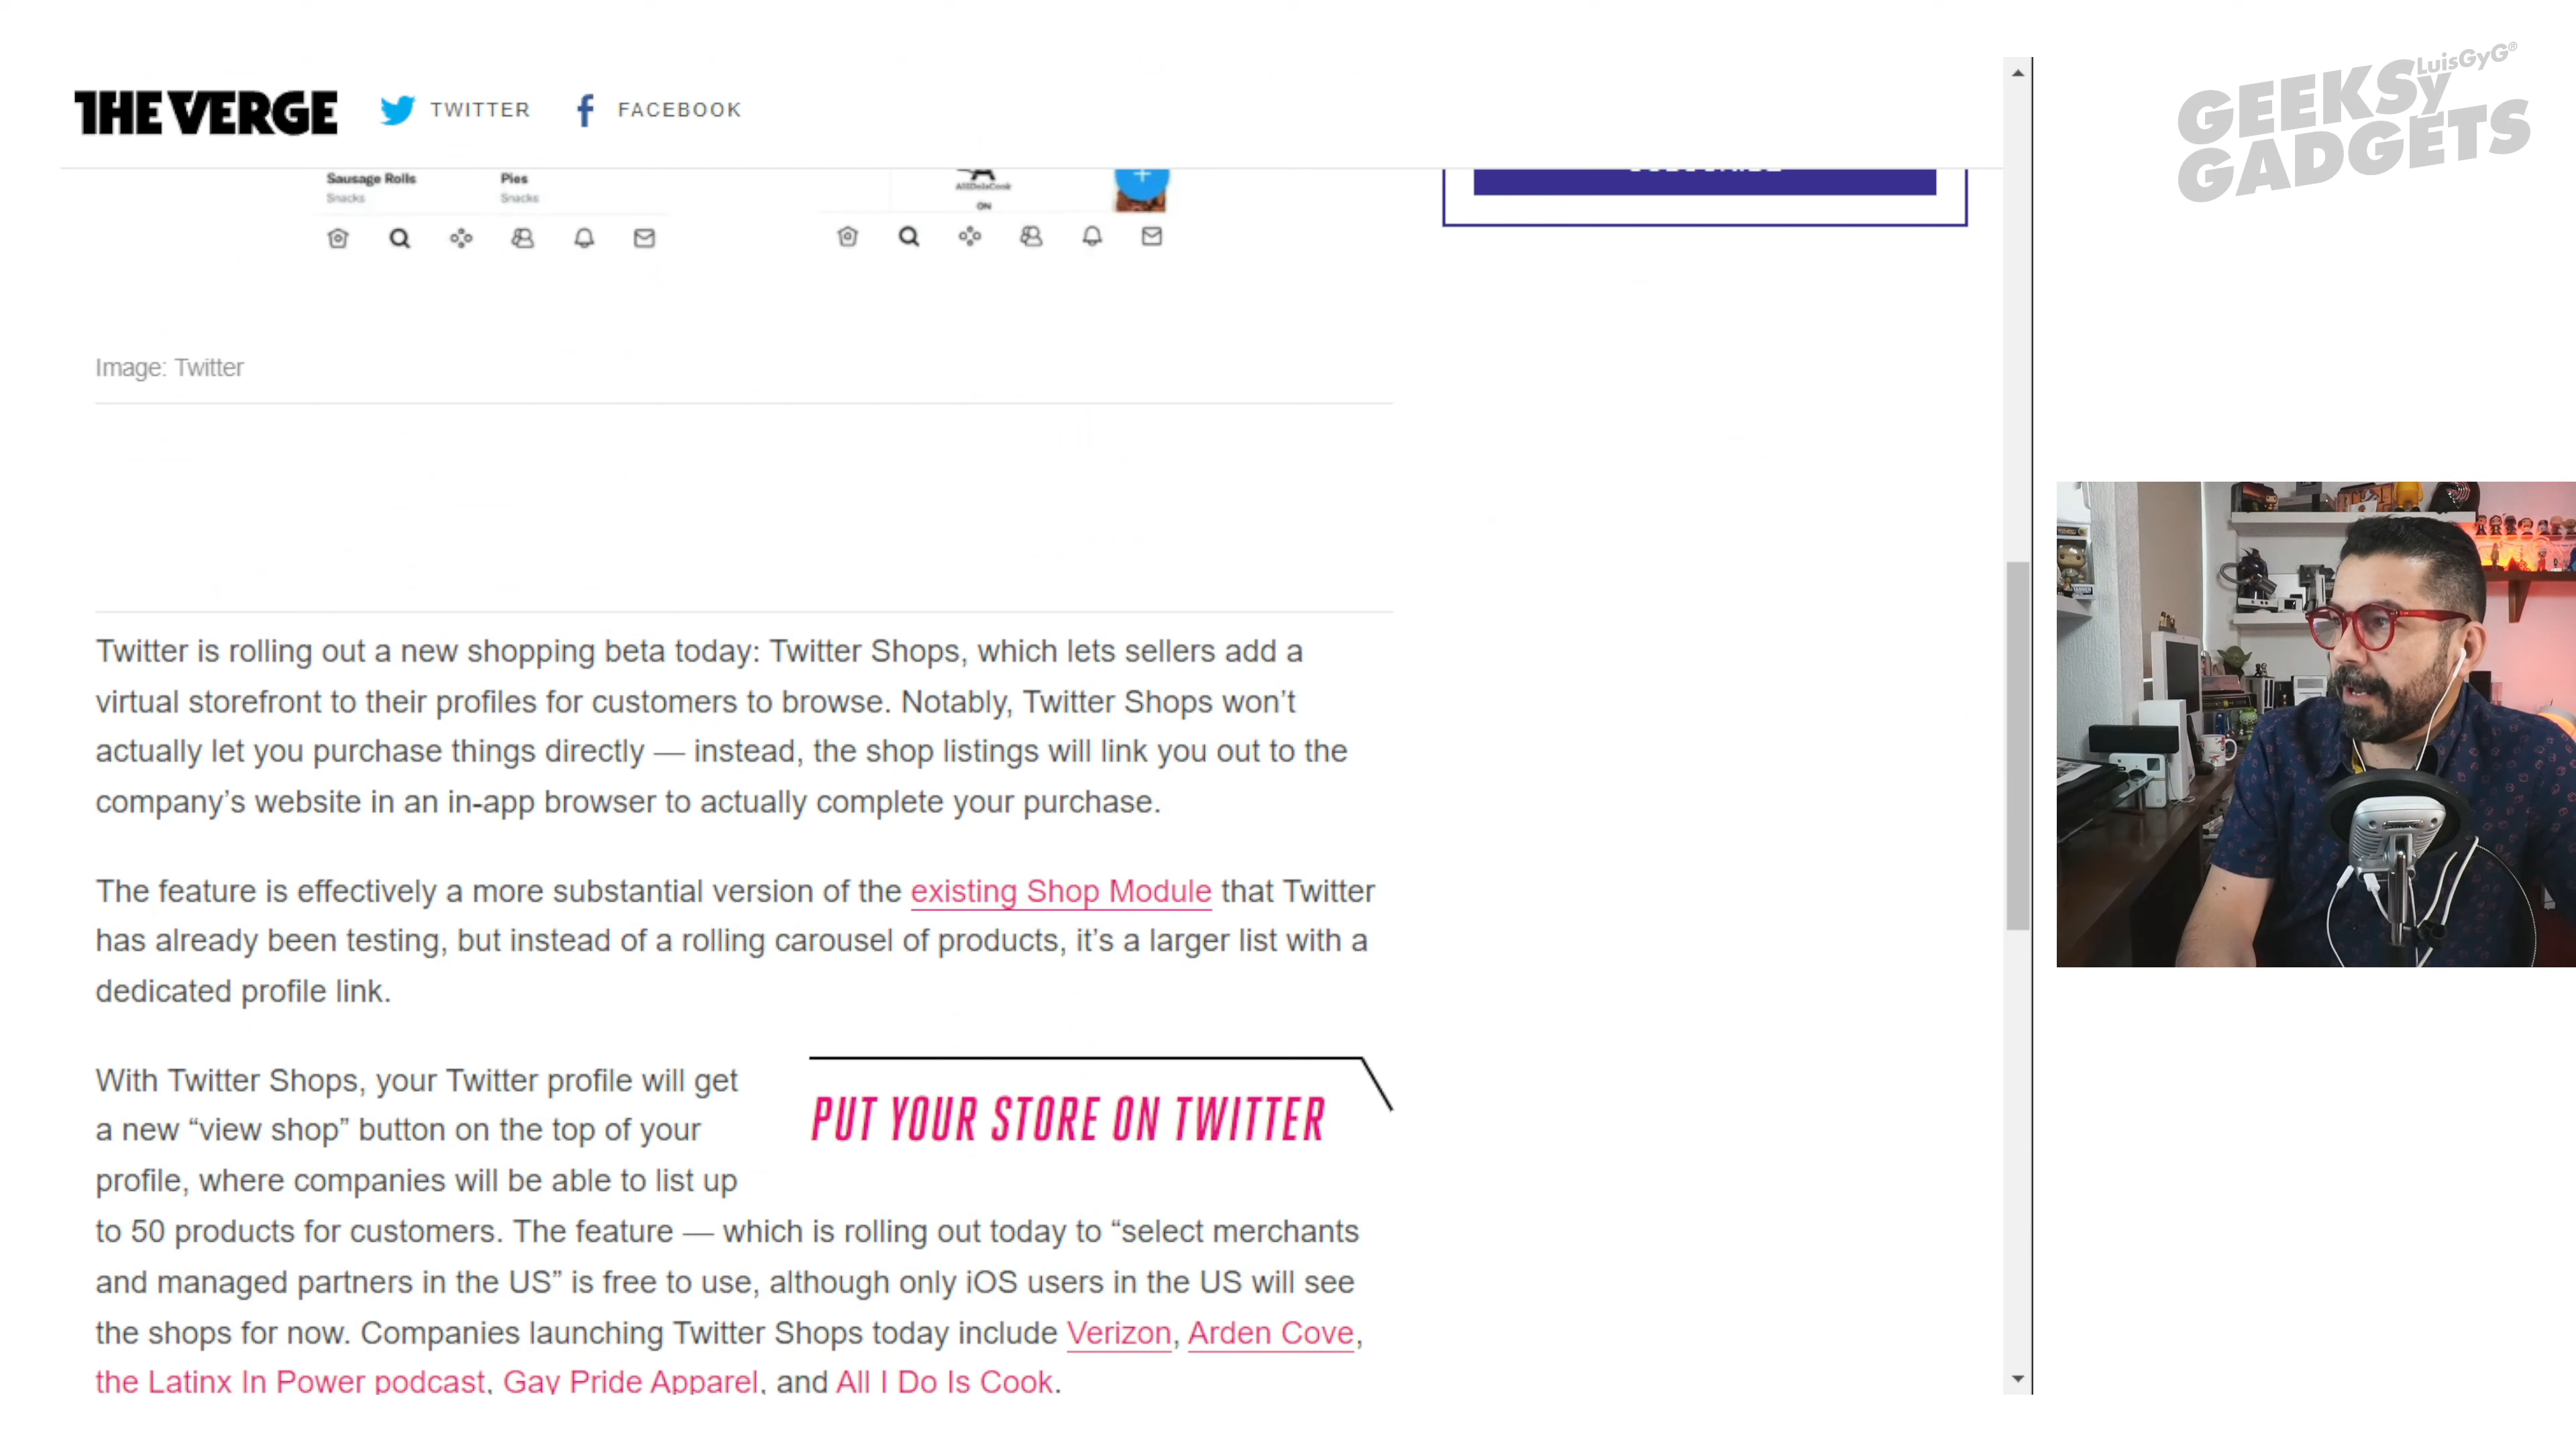 THE VERGE TWITTER FACEBOOK
LuisGyG®
GEEKS y
GADGETS
Sausage Rolls Pies
Snacks Snacks
AllIDoIsCook
ON
Image: Twitter
Twitter is rolling out a new shopping beta today: Twitter Shops, which lets sellers add a
virtual storefront to their profiles for customers to browse. Notably, Twitter Shops won’t
actually let you purchase things directly — instead, the shop listings will link you out to the
company’s website in an in-app browser to actually complete your purchase.
The feature is effectively a more substantial version of the existing Shop Module that Twitter
has already been testing, but instead of a rolling carousel of products, it’s a larger list with a
dedicated profile link.
With Twitter Shops, your Twitter profile will get
a new “view shop” button on the top of your
profile, where companies will be able to list up
PUT YOUR STORE ON TWITTER
to 50 products for customers. The feature — which is rolling out today to “select merchants
and managed partners in the US” is free to use, although only iOS users in the US will see
the shops for now. Companies launching Twitter Shops today include Verizon, Arden Cove,
the Latinx In Power podcast, Gay Pride Apparel, and All I Do Is Cook.